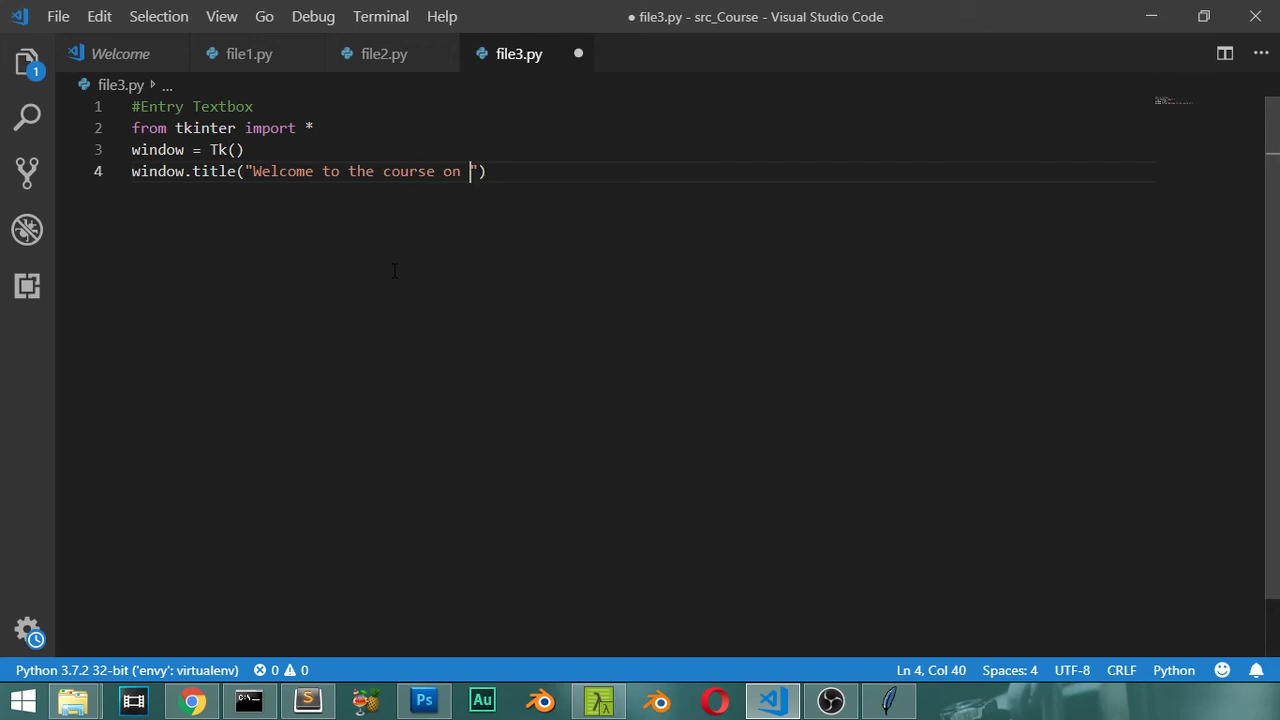 File Edit Selection View Go Debug Terminal Help ● file3.py - src_Course - Visual Studio Code
Welcome file1.py file2.py file3.py
1
file3.py ...
1 #Entry Textbox
2 from tkinter import *
3 window = Tk()
4 window.title("Welcome to the course on ")
Python 3.7.2 32-bit ('envy': virtualenv) 0 0 Ln 4, Col 40 Spaces: 4 UTF-8 CRLF Python
S Ps Au λ